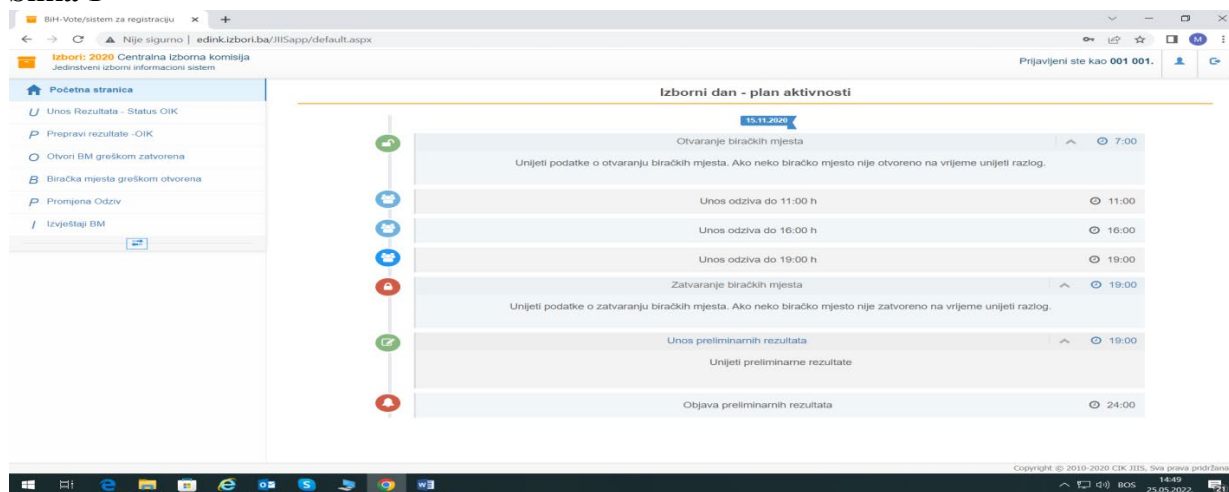 BiH-Vote/sistem za registraciju
Nije sigurno | edink.izbori.ba/JIISapp/default.aspx
M
Izbori: 2020 Centralna izborna komisija
Jedinstveni izborni informacioni sistem
Prijavljeni ste kao 001 001.
Početna stranica
U Unos Rezultata - Status OIK
P Prepravi rezultate -OIK
O Otvori BM greškom zatvorena
B Biračka mjesta greškom otvorena
P Promjena Odziv
I Izvještaji BM
Izborni dan - plan aktivnosti
15.11.2020
Otvaranje biračkih mjesta 7:00
Unijeti podatke o otvaranju biračkih mjesta. Ako neko biračko mjesto nije otvoreno na vrijeme unijeti razlog.
Unos odziva do 11:00 h 11:00
Unos odziva do 16:00 h 16:00
Unos odziva do 19:00 h 19:00
Zatvaranje biračkih mjesta 19:00
Unijeti podatke o zatvaranju biračkih mjesta. Ako neko biračko mjesto nije zatvoreno na vrijeme unijeti razlog.
Unos preliminarnih rezultata 19:00
Unijeti preliminarne rezultate
Objava preliminarnih rezultata 24:00
Copyright © 2010-2020 CIK JIIS, Sva prava pridržana
BOS
14:49
25.05.2022.
21